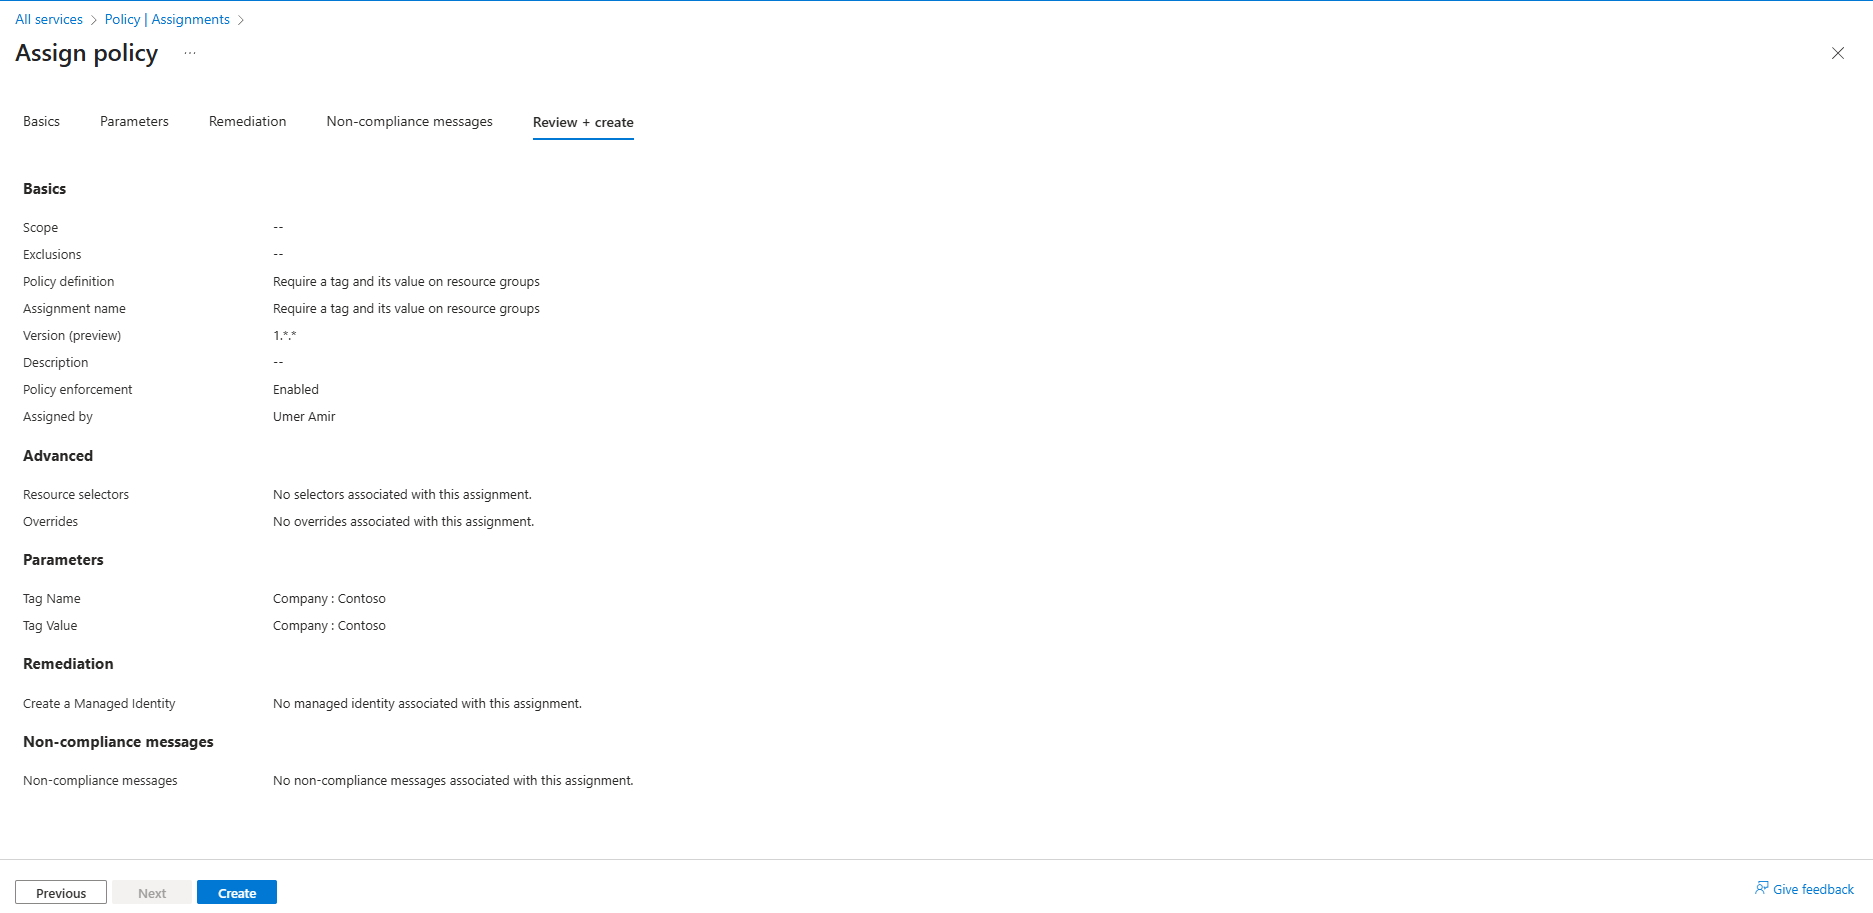 All services > Policy | Assignments >
Assign policy ...
Basics Parameters Remediation Non-compliance messages Review + create
Basics
Scope --
Exclusions --
Policy definition Require a tag and its value on resource groups
Assignment name Require a tag and its value on resource groups
Version (preview) 1.*.*
Description --
Policy enforcement Enabled
Assigned by Umer Amir
Advanced
Resource selectors No selectors associated with this assignment.
Overrides No overrides associated with this assignment.
Parameters
Tag Name Company : Contoso
Tag Value Company : Contoso
Remediation
Create a Managed Identity No managed identity associated with this assignment.
Non-compliance messages
Non-compliance messages No non-compliance messages associated with this assignment.
Previous Next Create Give feedback